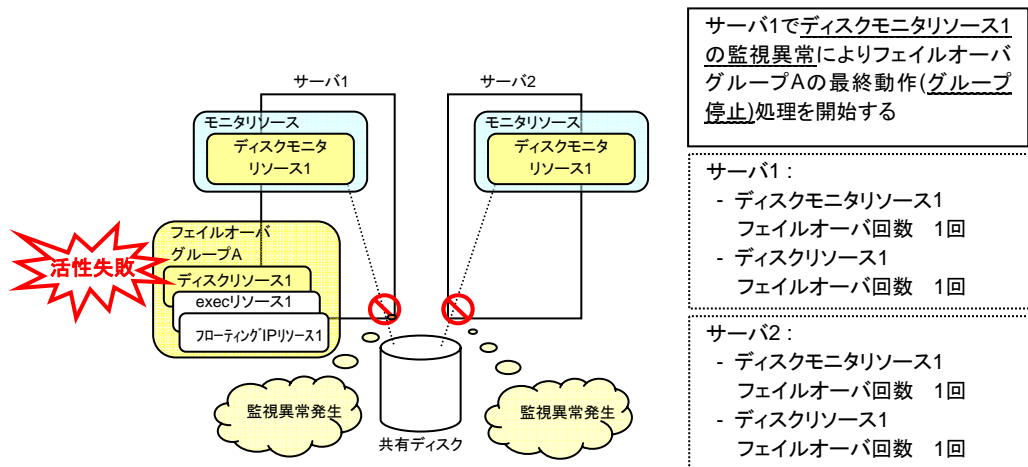 サーバ1
サーバ2
モニタリソース
ディスクモニタ
リソース1
モニタリソース
ディスクモニタ
リソース1
フェイルオーバ
グループA
活性失敗
ディスクリソース1
execリソース1
フローティングIPリソース1
監視異常発生
共有ディスク
監視異常発生
サーバ1でディスクモニタリソース1
の監視異常によりフェイルオーバ
グループAの最終動作(グループ
停止)処理を開始する
サーバ1 :
- ディスクモニタリソース1
フェイルオーバ回数 1回
- ディスクリソース1
フェイルオーバ回数 1回
サーバ2 :
- ディスクモニタリソース1
フェイルオーバ回数 1回
- ディスクリソース1
フェイルオーバ回数 1回